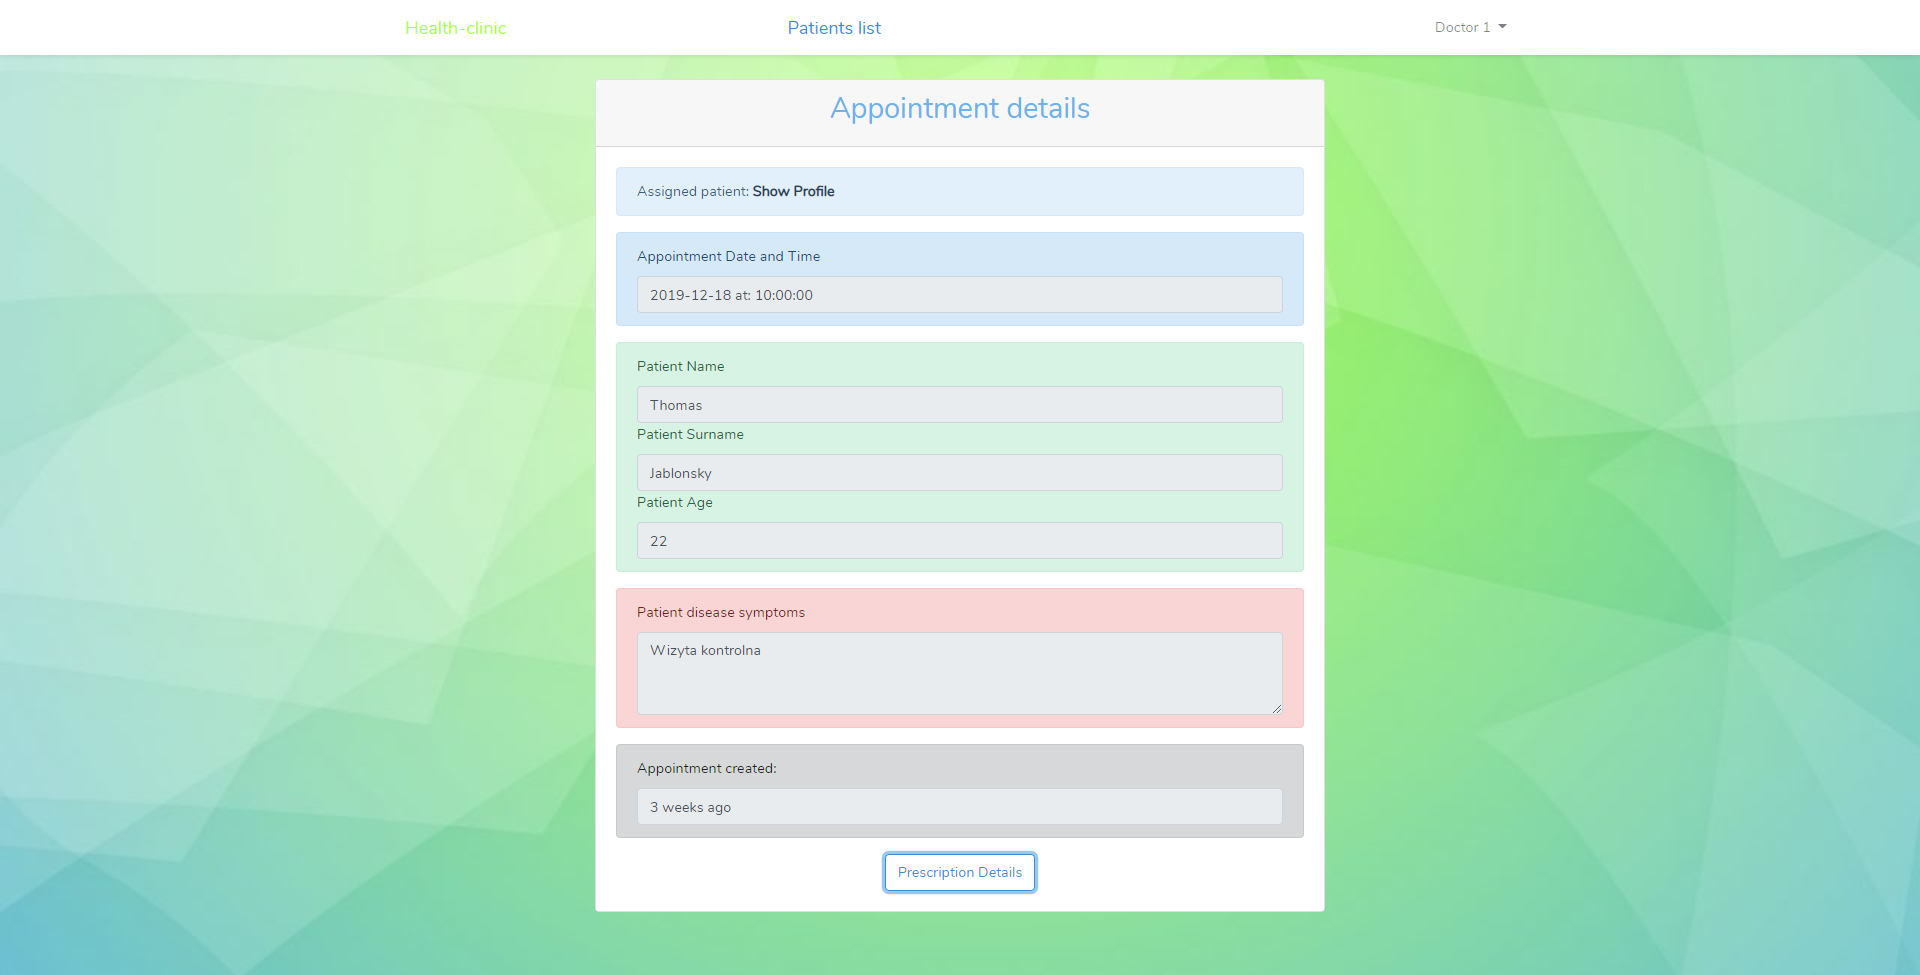 Health-clinic
Patients list
Doctor 1
Appointment details
Assigned patient: Show Profile
Appointment Date and Time
2019-12-18 at: 10:00:00
Patient Name
Thomas
Patient Surname
Jablonsky
Patient Age
22
Patient disease symptoms
Wizyta kontrolna
Appointment created:
3 weeks ago
Prescription Details